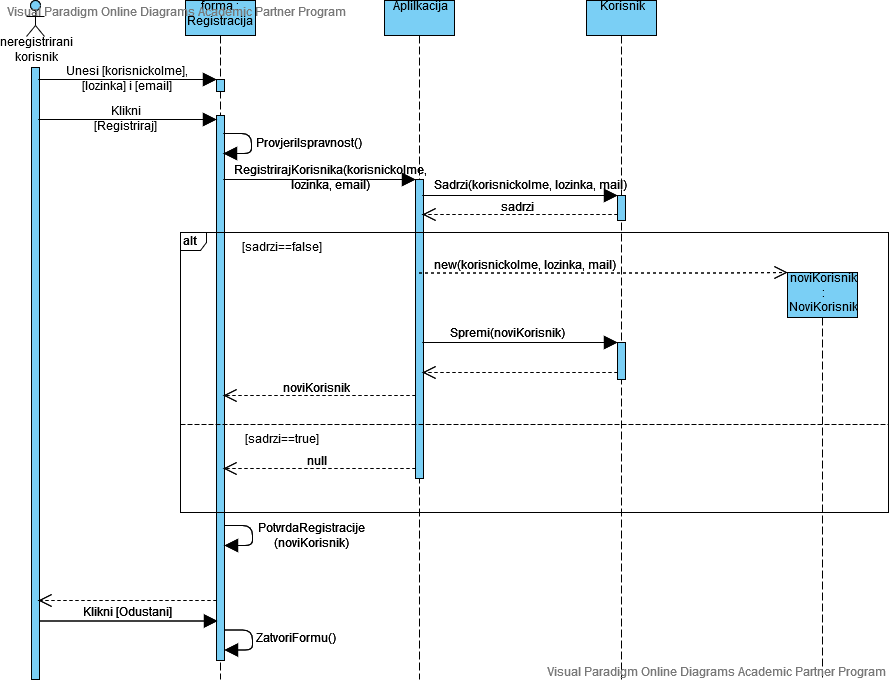 Visual Paradigm Online Diagrams Academic Partner Program
forma :
Registracija
Aplilkacija
Korisnik
neregistrirani
korisnik
Unesi [korisnickoIme],
[lozinka] i [email]
Klikni
[Registriraj]
ProvjeriIspravnost()
RegistrirajKorisnika(korisnickoIme,
lozinka, email)
Sadrzi(korisnickoIme, lozinka, mail)
sadrzi
alt
[sadrzi==false]
new(korisnickoIme, lozinka, mail)
noviKorisnik
:
NoviKorisnik
Spremi(noviKorisnik)
noviKorisnik
[sadrzi==true]
null
PotvrdaRegistracije
(noviKorisnik)
Klikni [Odustani]
ZatvoriFormu()
Visual Paradigm Online Diagrams Academic Partner Program